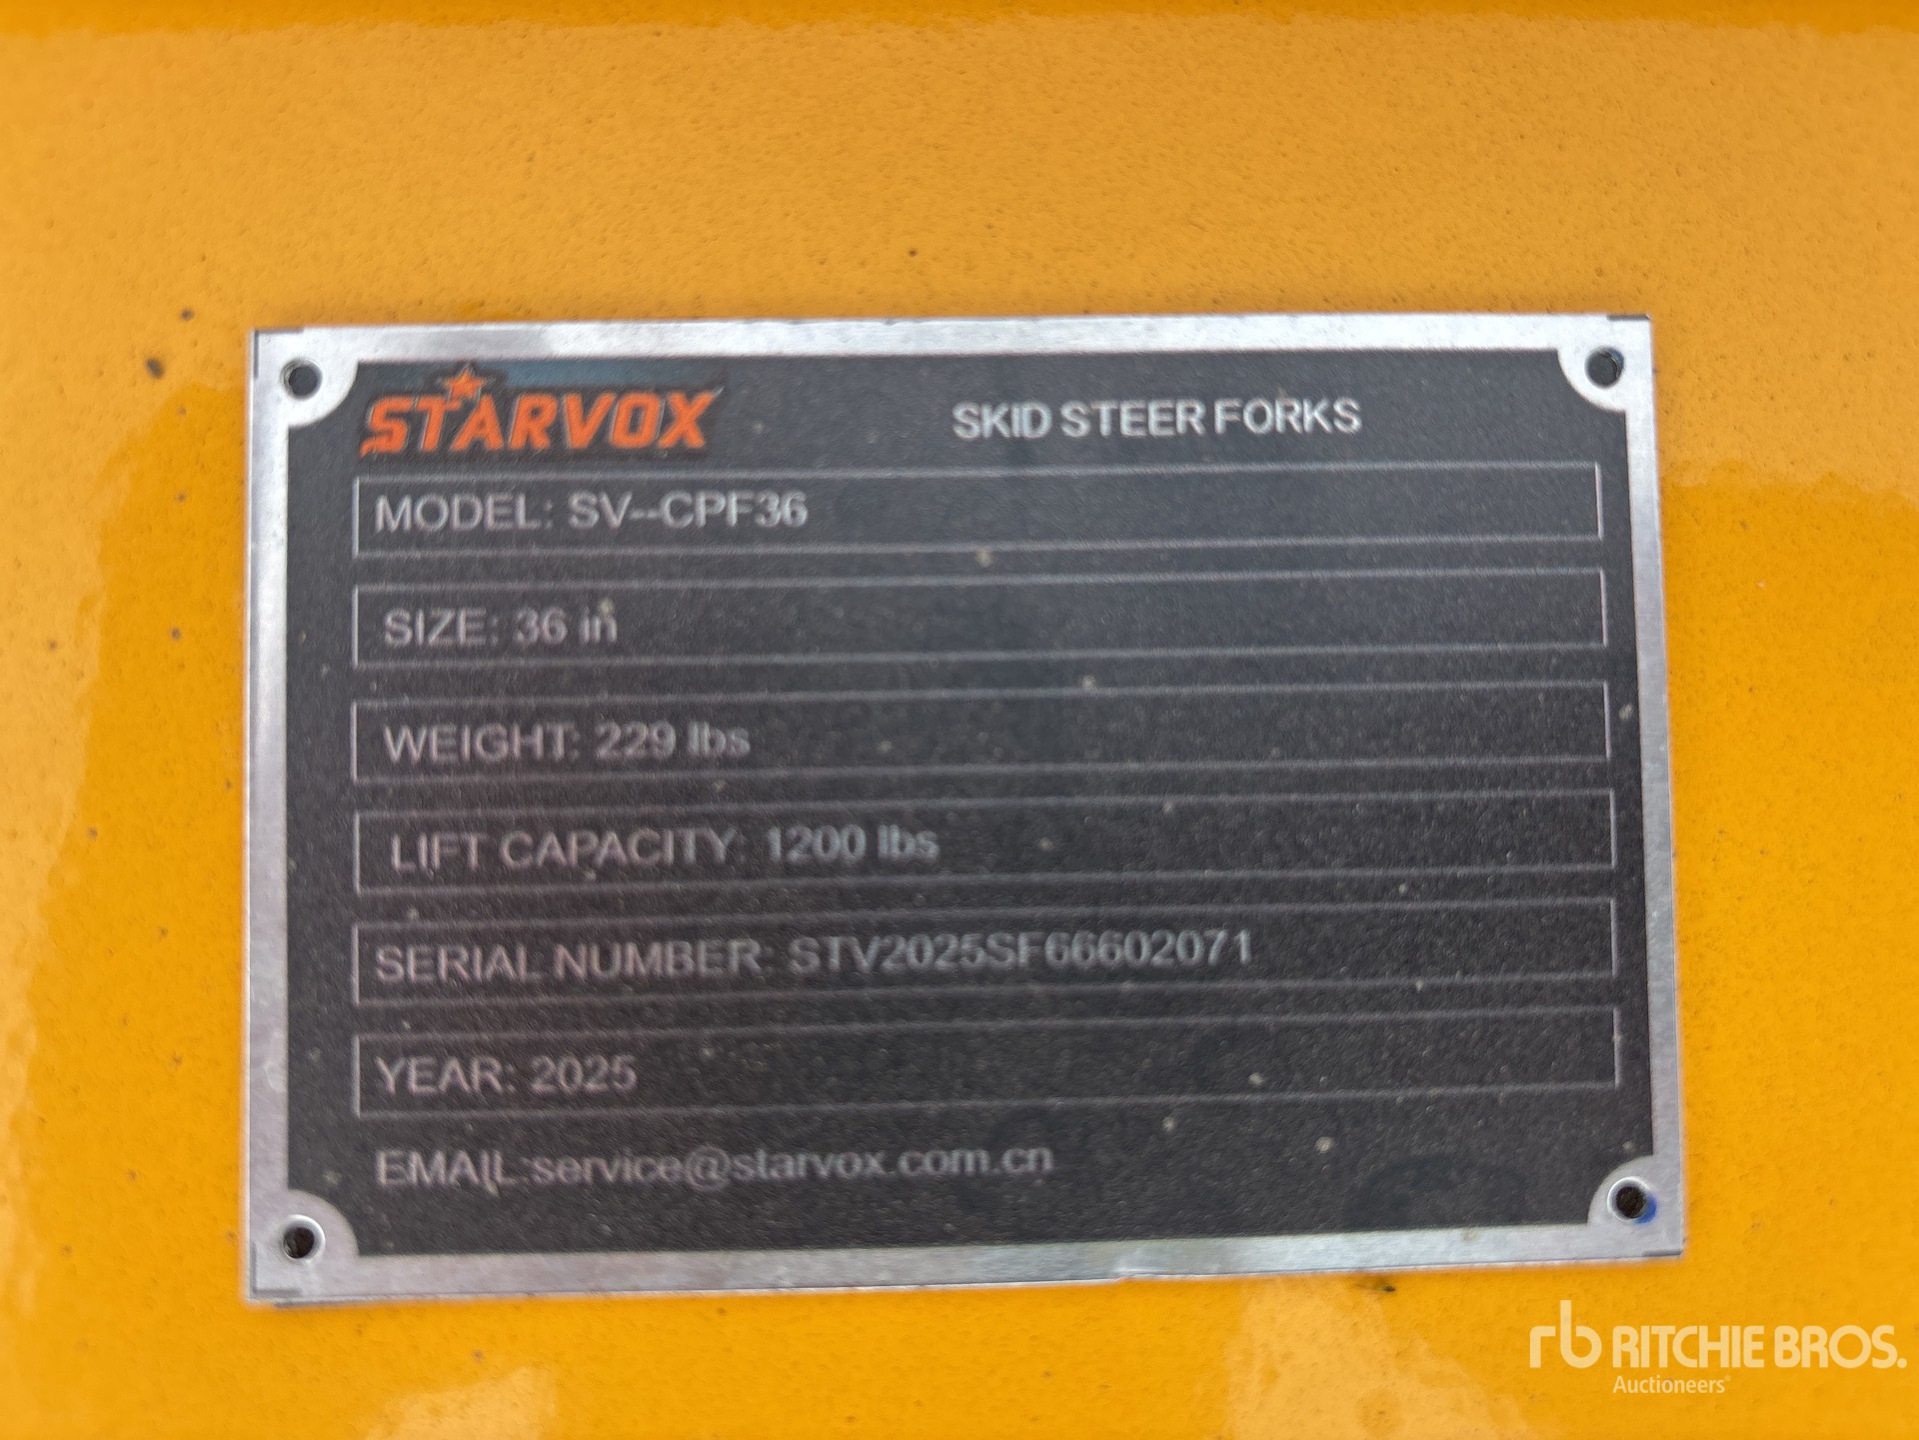 STARVOX SKID STEER FORKS
MODEL: SV--CPF36
SIZE: 36 in
WEIGHT: 229 lbs
LIFT CAPACITY: 1200 lbs
SERIAL NUMBER: STV2025SF66602071
YEAR: 2025
EMAIL:service@starvox.com.cn
rb RITCHIE BROS.
Auctioneers